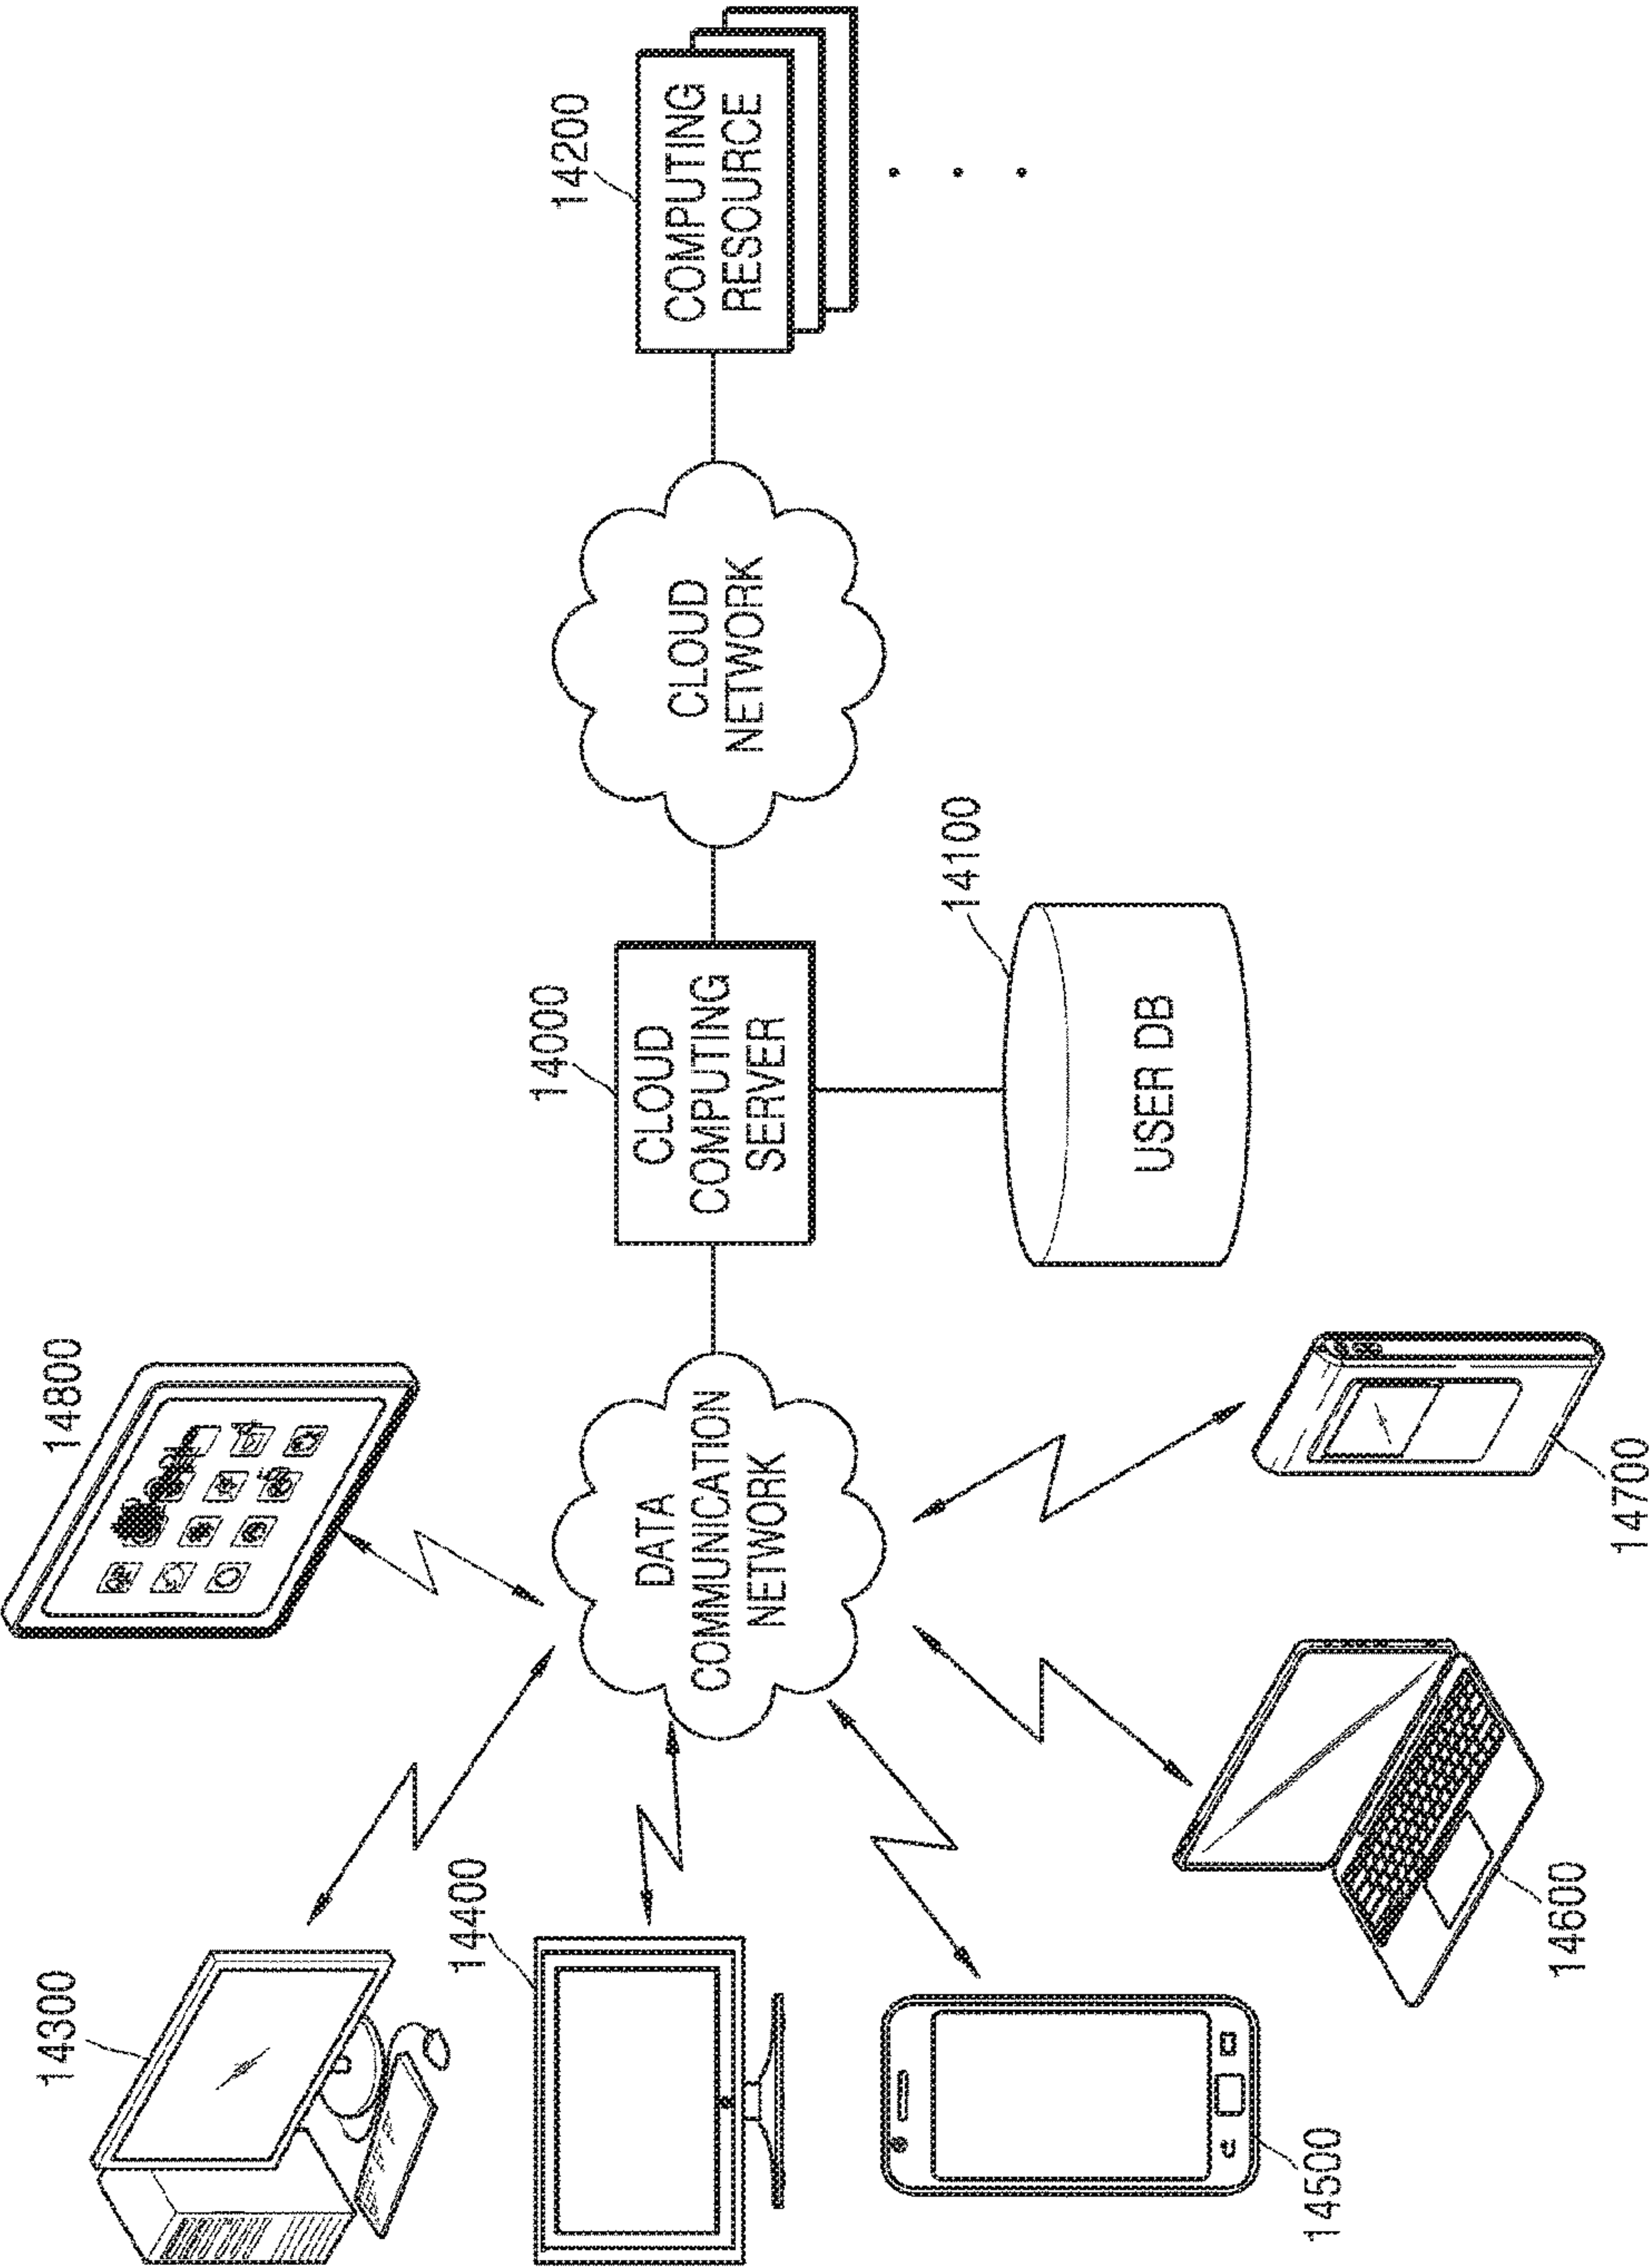 14300
14400
14500
14600
14700
14800
DATA
COMMUNICATION
NETWORK
14000
CLOUD
COMPUTING
SERVER
14100
USER DB
CLOUD
NETWORK
14200
COMPUTING
RESOURCE